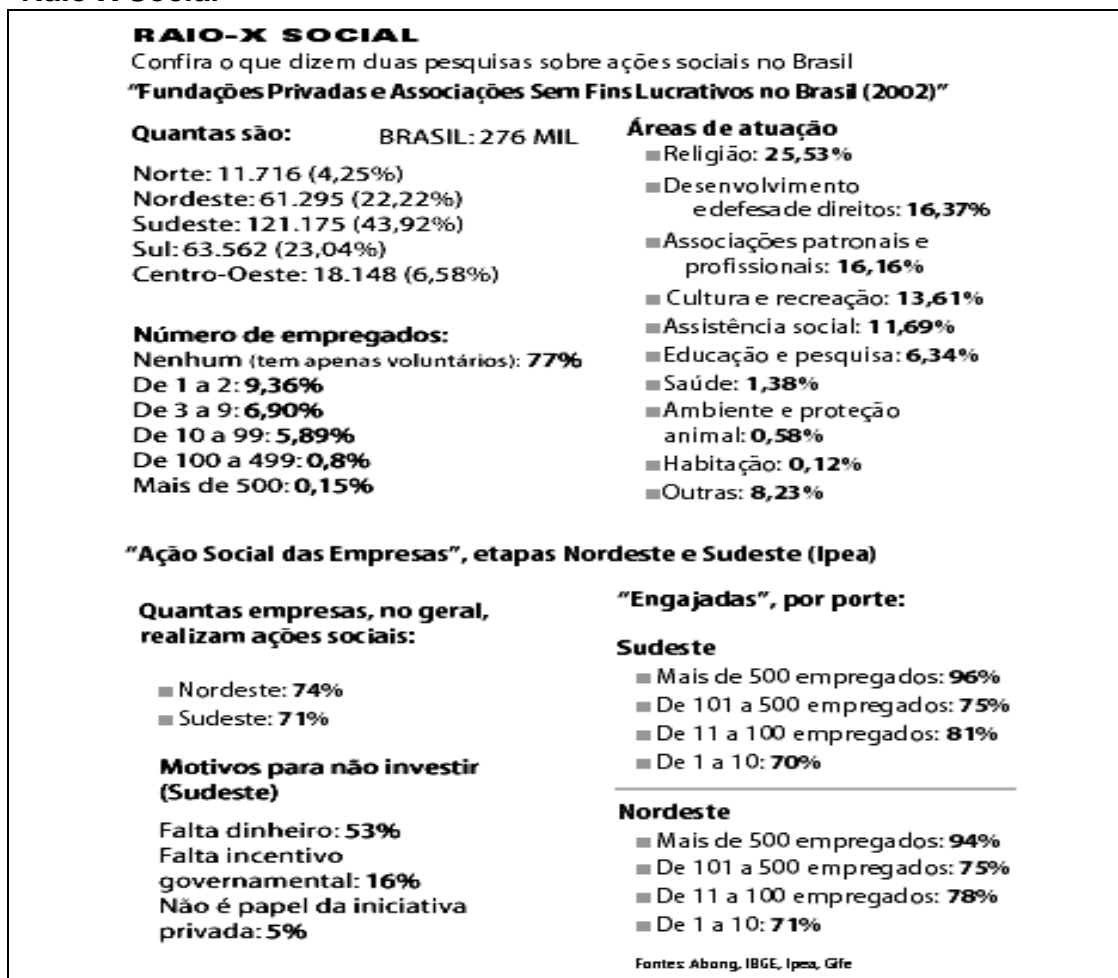 RAIO-X SOCIAL
Confira o que dizem duas pesquisas sobre ações sociais no Brasil
“Fundações Privadas e Associações Sem Fins Lucrativos no Brasil (2002)”
Quantas são: BRASIL: 276 MIL
Norte: 11.716 (4,25%)
Nordeste: 61.295 (22,22%)
Sudeste: 121.175 (43,92%)
Sul: 63.562 (23,04%)
Centro-Oeste: 18.148 (6,58%)
Número de empregados:
Nenhum (tem apenas voluntários): 77%
De 1 a 2: 9,36%
De 3 a 9: 6,90%
De 10 a 99: 5,89%
De 100 a 499: 0,8%
Mais de 500: 0,15%
Áreas de atuação
Religião: 25,53%
Desenvolvimento
e defesa de direitos: 16,37%
Associações patronais e
profissionais: 16,16%
Cultura e recreação: 13,61%
Assistência social: 11,69%
Educação e pesquisa: 6,34%
Saúde: 1,38%
Ambiente e proteção
animal: 0,58%
Habitação: 0,12%
Outras: 8,23%
“Ação Social das Empresas”, etapas Nordeste e Sudeste (Ipea)
Quantas empresas, no geral,
realizam ações sociais:
Nordeste: 74%
Sudeste: 71%
Motivos para não investir
(Sudeste)
Falta dinheiro: 53%
Falta incentivo
governamental: 16%
Não é papel da iniciativa
privada: 5%
“Engajadas”, por porte:
Sudeste
Mais de 500 empregados: 96%
De 101 a 500 empregados: 75%
De 11 a 100 empregados: 81%
De 1 a 10: 70%
Nordeste
Mais de 500 empregados: 94%
De 101 a 500 empregados: 75%
De 11 a 100 empregados: 78%
De 1 a 10: 71%
Fontes: Abong, IBGE, Ipea, Gife